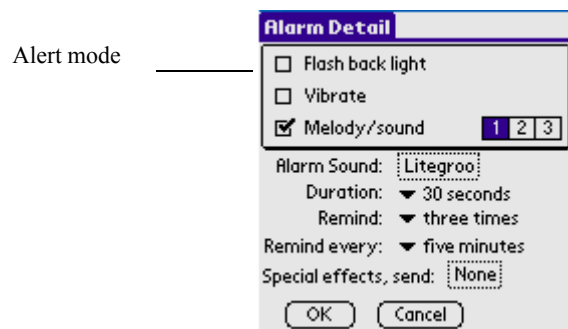 Alarm Detail
Alert mode
Flash back light
Vibrate
Melody/sound 1 2 3
Alarm Sound: Litegroo
Duration: 30 seconds
Remind: three times
Remind every: five minutes
Special effects, send: None
OK Cancel